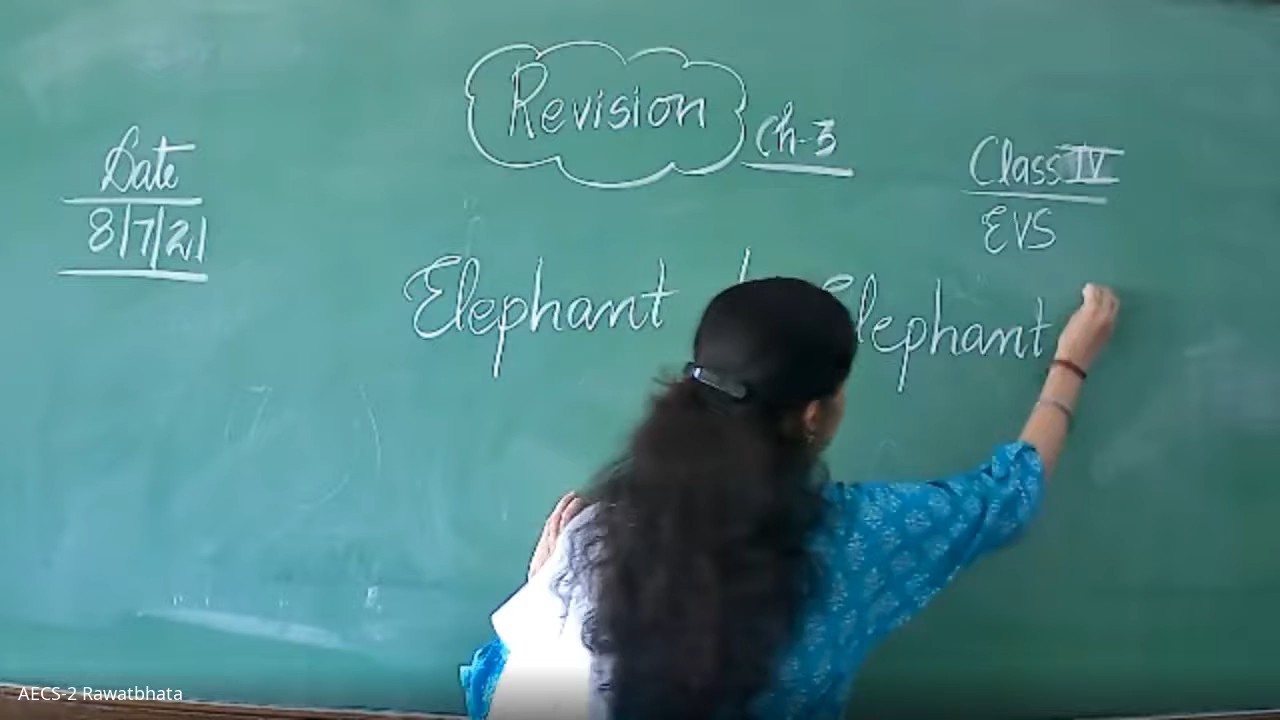 Revision Ch-3
Date
8/7/21
Class IV
EVS
Elephant Elephant
AECS-2 Rawatbhata